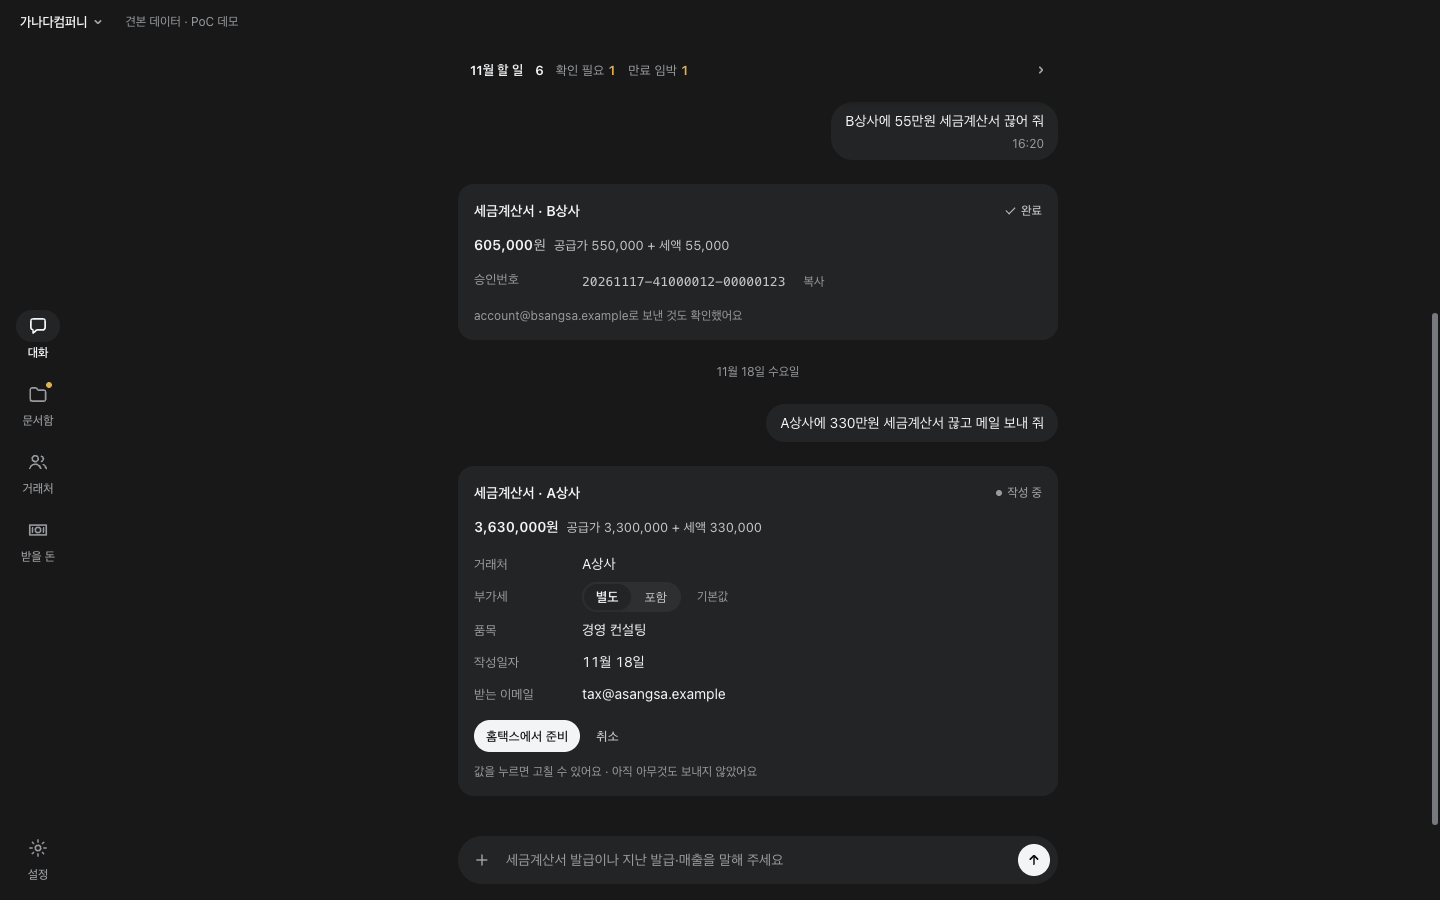 가나다컴퍼니 견본 데이터 · PoC 데모
11월 할 일 6 확인 필요 1 만료 임박 1
B상사에 55만원 세금계산서 끊어 줘
16:20
세금계산서 · B상사 완료
605,000원 공급가 550,000 + 세액 55,000
승인번호 20261117-41000012-00000123 복사
account@bsangsa.example로 보낸 것도 확인했어요
11월 18일 수요일
A상사에 330만원 세금계산서 끊고 메일 보내 줘
세금계산서 · A상사 작성 중
3,630,000원 공급가 3,300,000 + 세액 330,000
거래처 A상사
부가세 별도 포함 기본값
품목 경영 컨설팅
작성일자 11월 18일
받는 이메일 tax@asangsa.example
홈택스에서 준비 취소
값을 누르면 고칠 수 있어요 · 아직 아무것도 보내지 않았어요
세금계산서 발급이나 지난 발급·매출을 말해 주세요
대화
문서함
거래처
받을 돈
설정